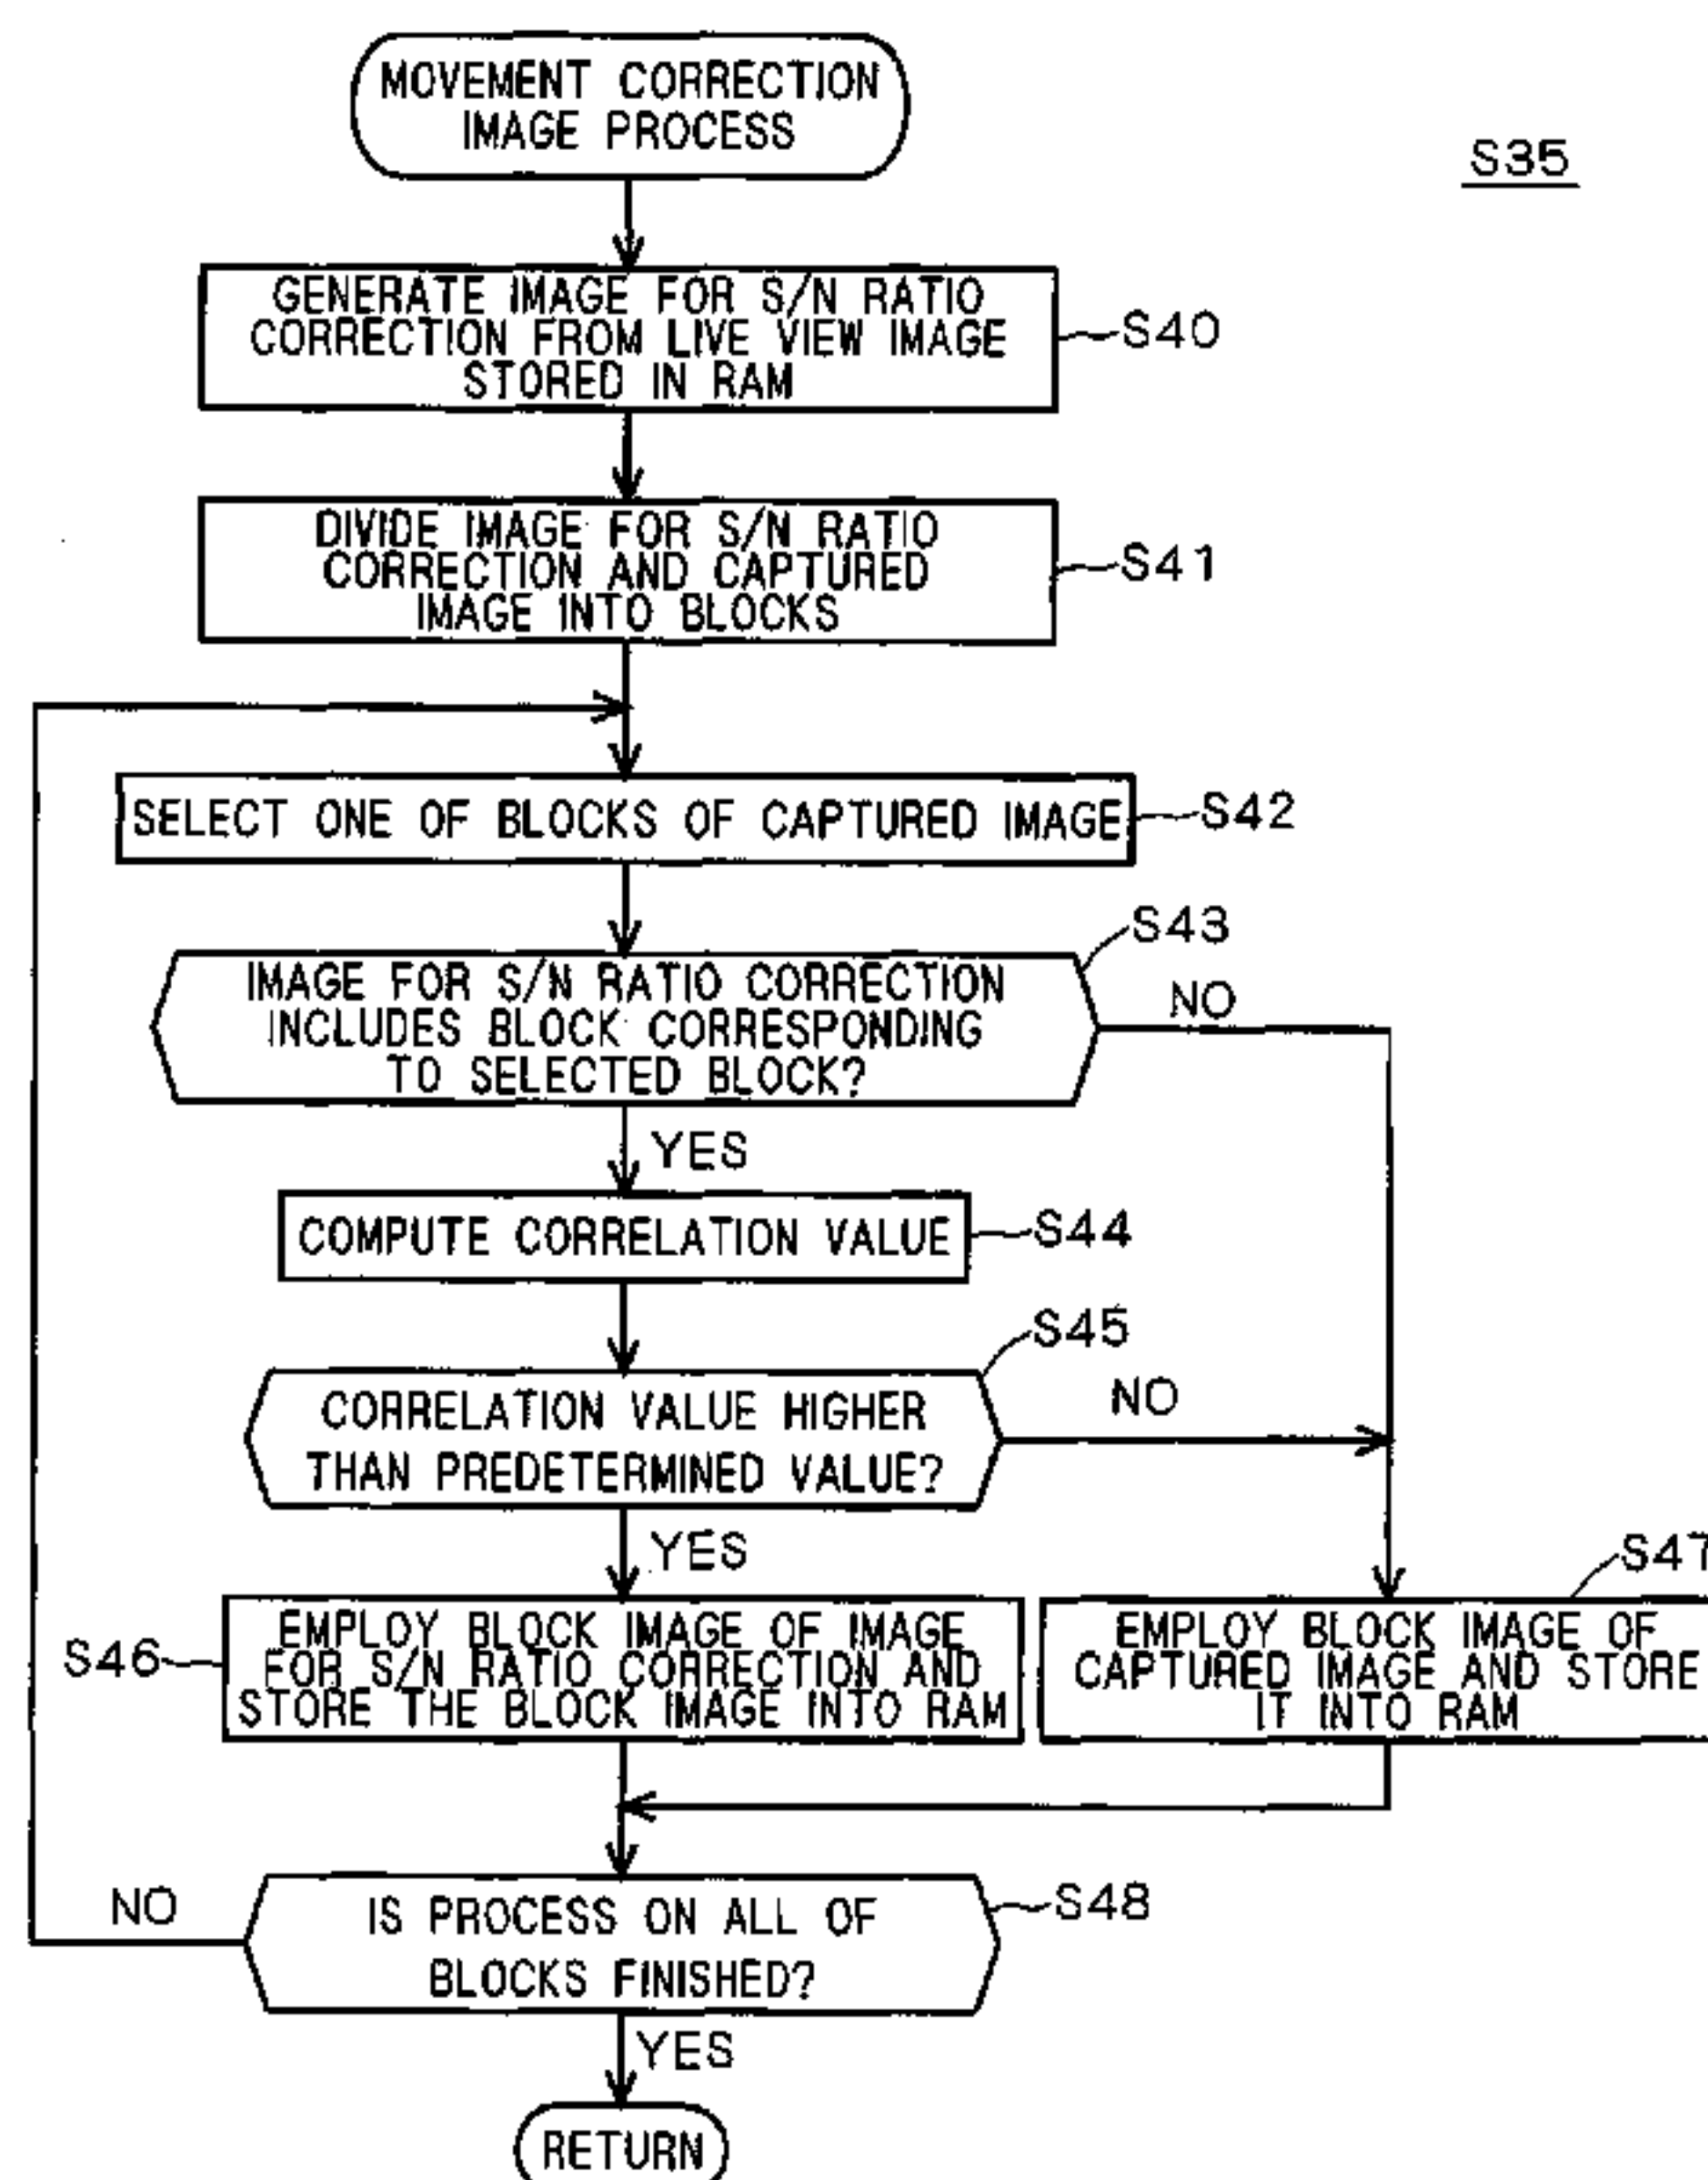 MOVEMENT CORRECTION
IMAGE PROCESS
S35
GENERATE IMAGE FOR S/N RATIO
CORRECTION FROM LIVE VIEW IMAGE
STORED IN RAM
S40
DIVIDE IMAGE FOR S/N RATIO
CORRECTION AND CAPTURED
IMAGE INTO BLOCKS
S41
SELECT ONE OF BLOCKS OF CAPTURED IMAGE
S42
S43
IMAGE FOR S/N RATIO CORRECTION
INCLUDES BLOCK CORRESPONDING
TO SELECTED BLOCK?
NO
YES
COMPUTE CORRELATION VALUE
S44
S45
CORRELATION VALUE HIGHER
THAN PREDETERMINED VALUE?
NO
YES
S47
S46
EMPLOY BLOCK IMAGE OF IMAGE
FOR S/N RATIO CORRECTION AND
STORE THE BLOCK IMAGE INTO RAM
EMPLOY BLOCK IMAGE OF
CAPTURED IMAGE AND STORE
IT INTO RAM
NO
IS PROCESS ON ALL OF
BLOCKS FINISHED?
S48
YES
RETURN